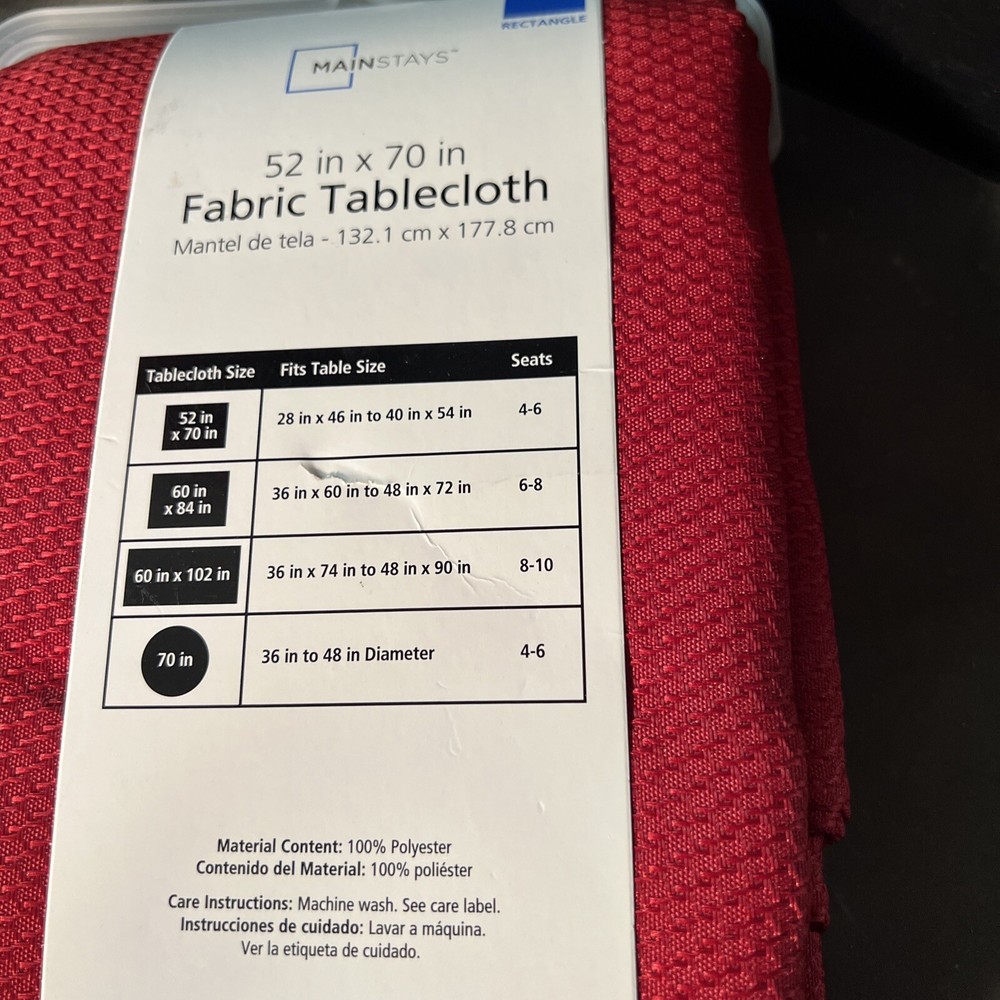 RECTANGLE
MAINSTAYS™
52 in x 70 in
Fabric Tablecloth
Mantel de tela - 132.1 cm x 177.8 cm
Tablecloth Size Fits Table Size Seats
52 in
x 70 in
28 in x 46 in to 40 in x 54 in 4-6
60 in
x 84 in
36 in x 60 in to 48 in x 72 in 6-8
60 in x 102 in 36 in x 74 in to 48 in x 90 in 8-10
70 in 36 in to 48 in Diameter 4-6
Material Content: 100% Polyester
Contenido del Material: 100% poliéster
Care Instructions: Machine wash. See care label.
Instrucciones de cuidado: Lavar a máquina.
Ver la etiqueta de cuidado.